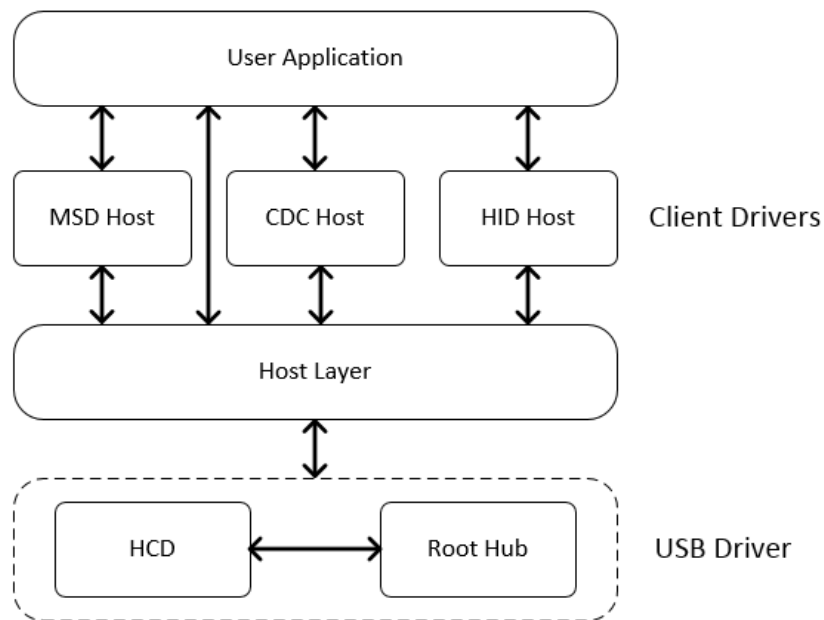 User Application
MSD Host
CDC Host
HID Host
Client Drivers
Host Layer
HCD
Root Hub
USB Driver